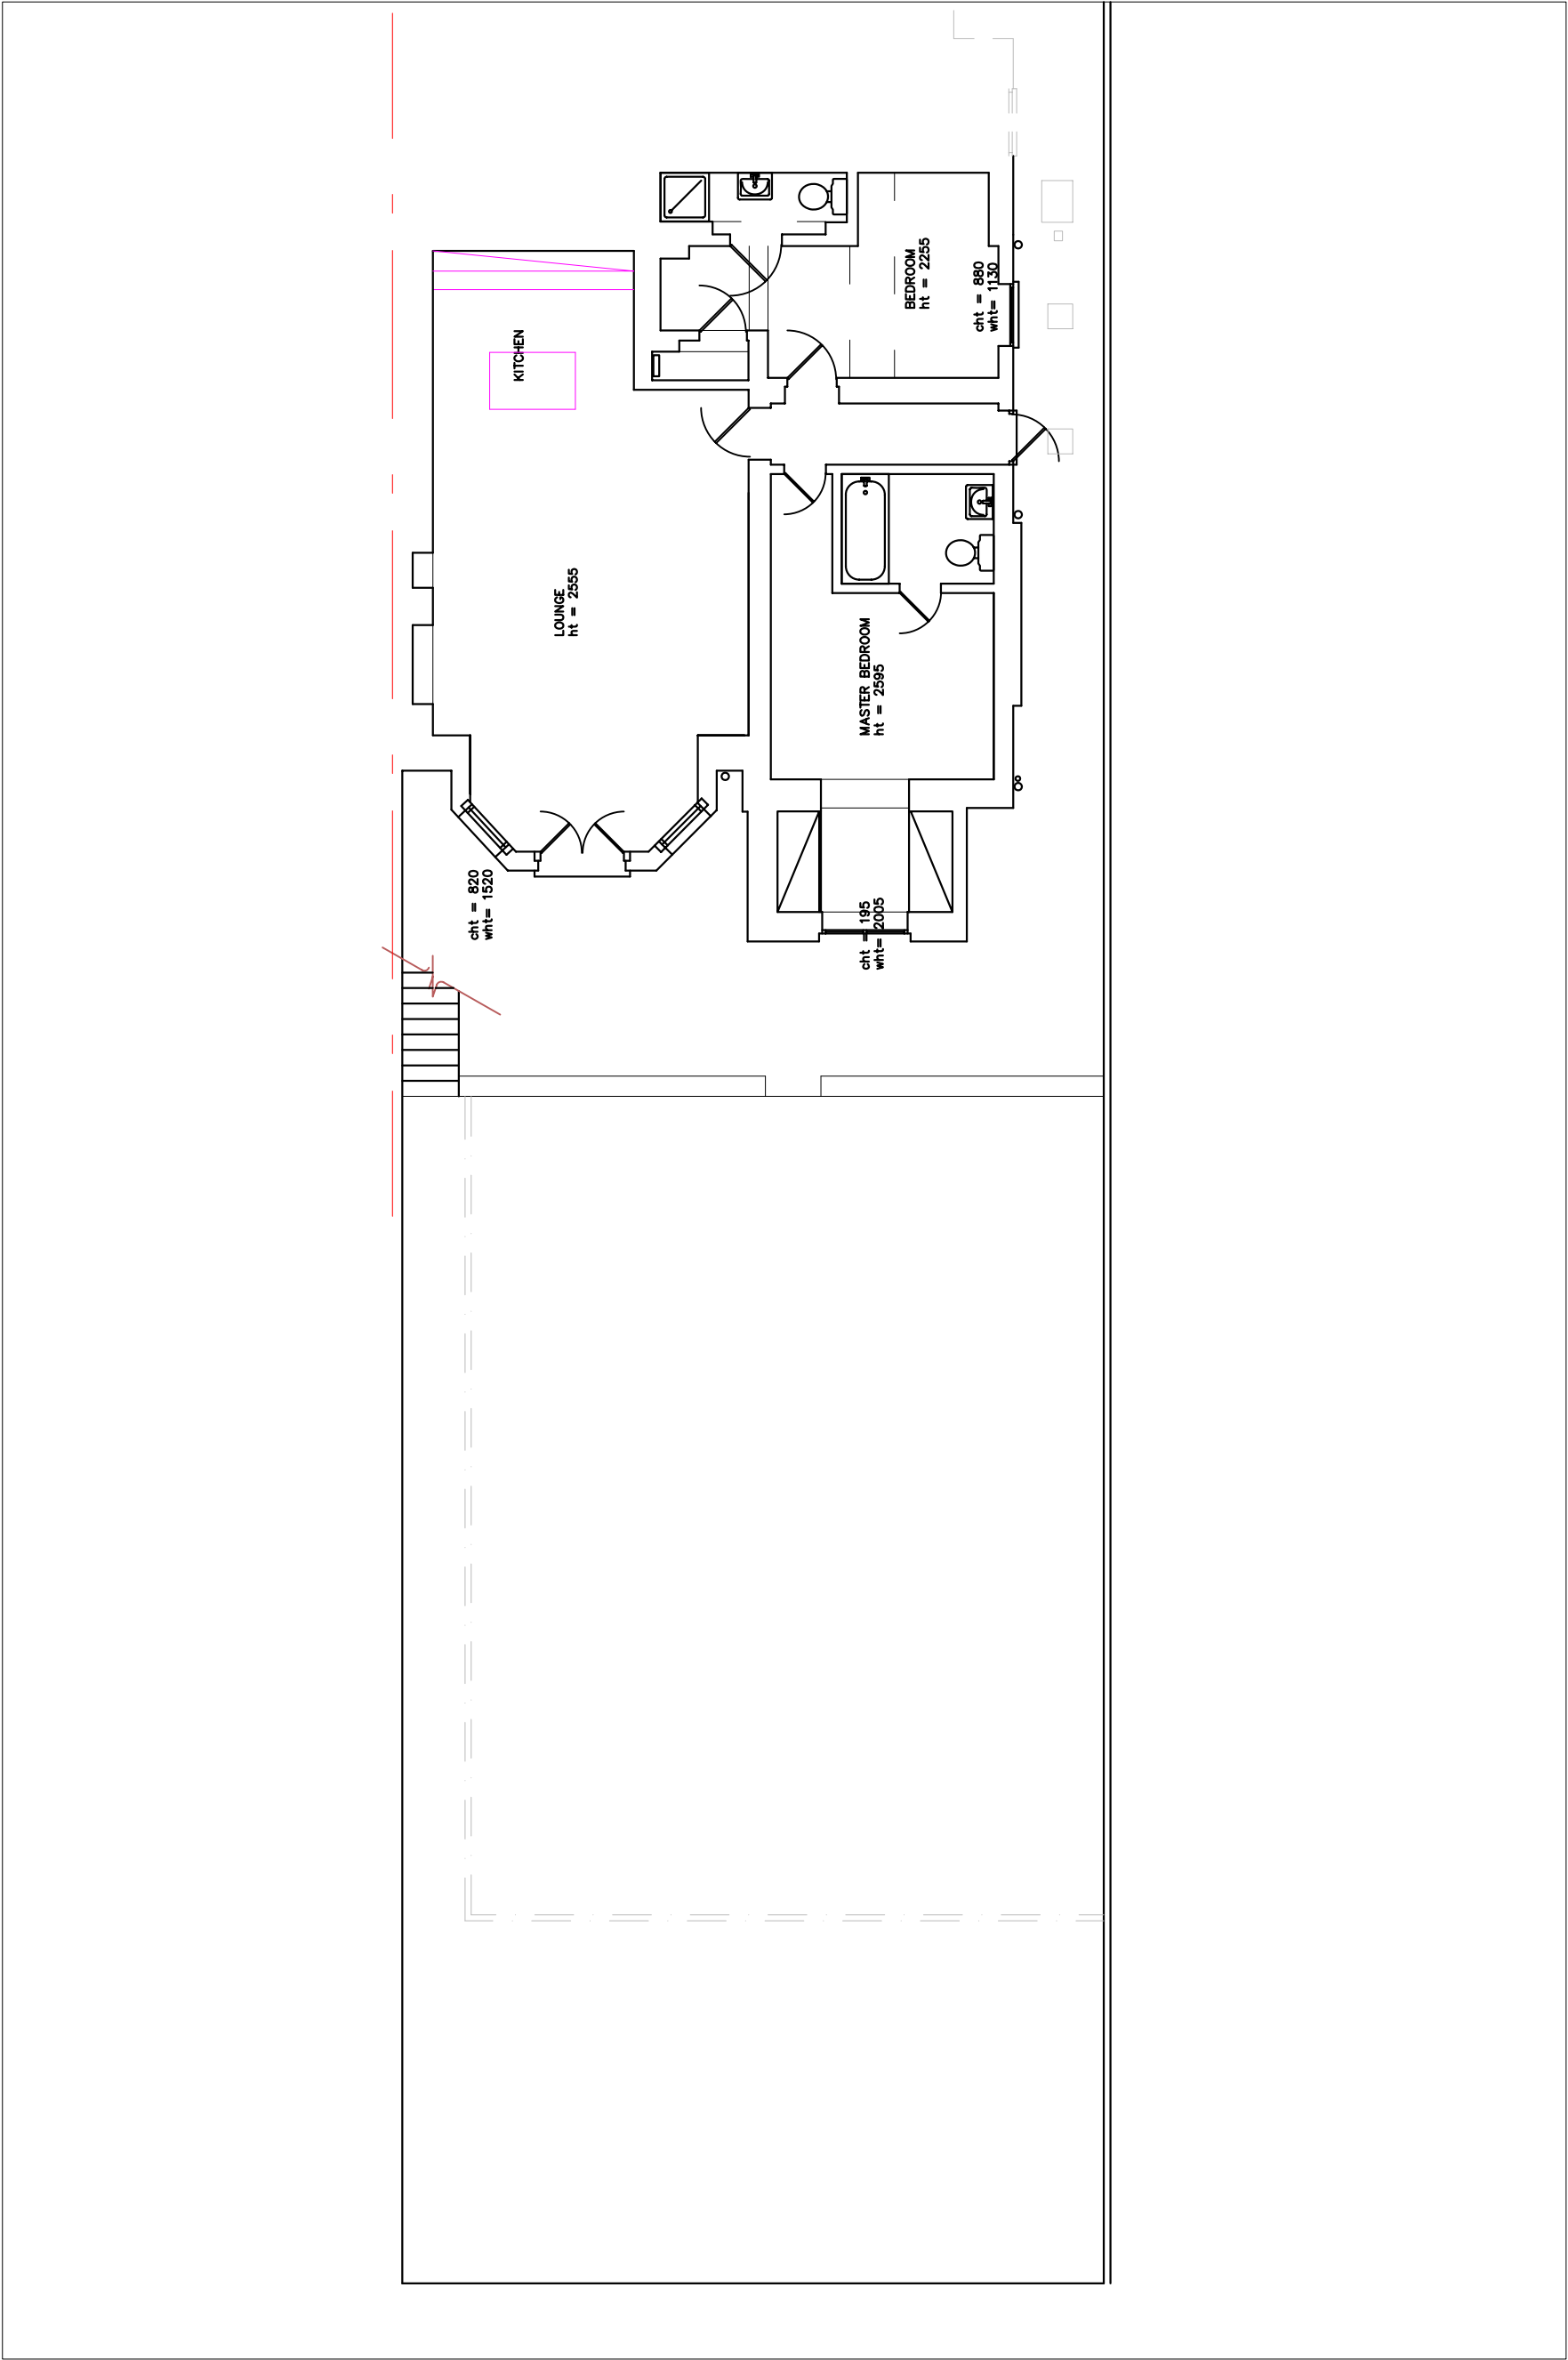 KITCHEN
BEDROOM
ht = 2255
cht = 880
wht= 1130
LOUNGE
ht = 2555
MASTER BEDROOM
ht = 2595
cht = 820
wht= 1520
cht = 195
wht= 2005